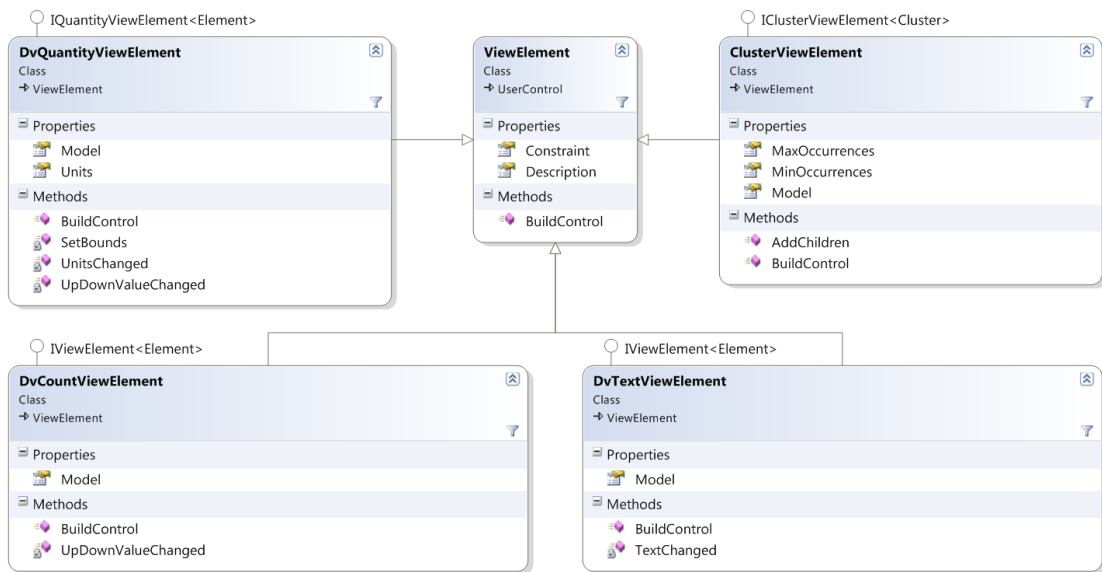 IQuantityViewElement<Element>
DvQuantityViewElement
Class
ViewElement
Properties
Model
Units
Methods
BuildControl
SetBounds
UnitsChanged
UpDownValueChanged
ViewElement
Class
UserControl
Properties
Constraint
Description
Methods
BuildControl
IClusterViewElement<Cluster>
ClusterViewElement
Class
ViewElement
Properties
MaxOccurrences
MinOccurrences
Model
Methods
AddChildren
BuildControl
IViewElement<Element>
DvCountViewElement
Class
ViewElement
Properties
Model
Methods
BuildControl
UpDownValueChanged
IViewElement<Element>
DvTextViewElement
Class
ViewElement
Properties
Model
Methods
BuildControl
TextChanged